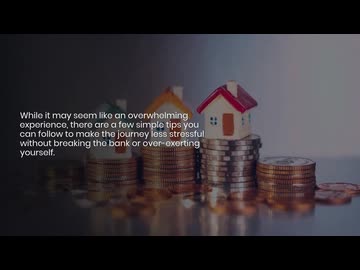 While it may seem like an overwhelming
experience, there are a few simple tips you
can follow to make the journey less stressful
without breaking the bank or over-exerting
yourself.